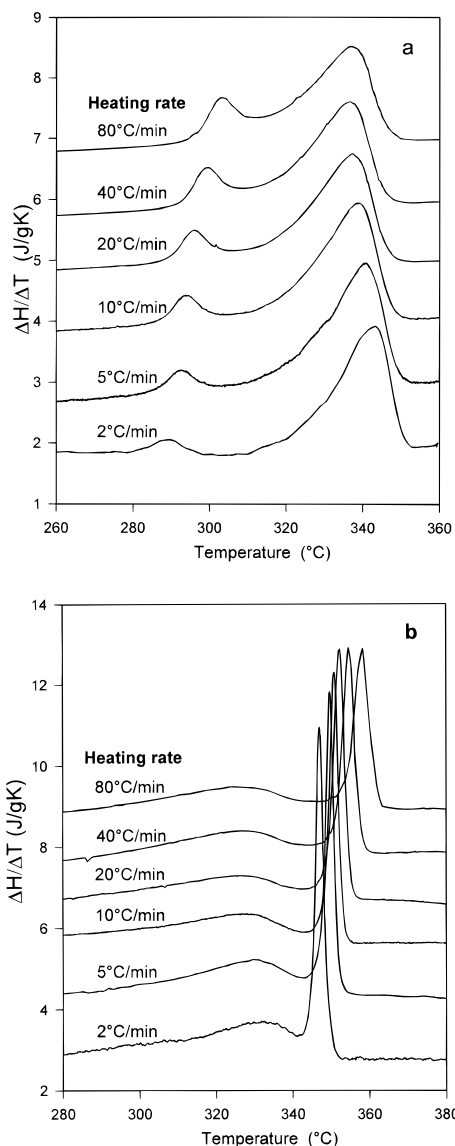 9
a
8
Heating rate
80°C/min
7
40°C/min
6
20°C/min
5
10°C/min
4
5°C/min
3
2°C/min
2
1
ΔH/ΔT (J/gK)
260 280 300 320 340 360
Temperature (°C)
14
b
12
Heating rate
10
80°C/min
40°C/min
8
20°C/min
10°C/min
6
5°C/min
4
2°C/min
2
ΔH/ΔT (J/gK)
280 300 320 340 360 380
Temperature (°C)